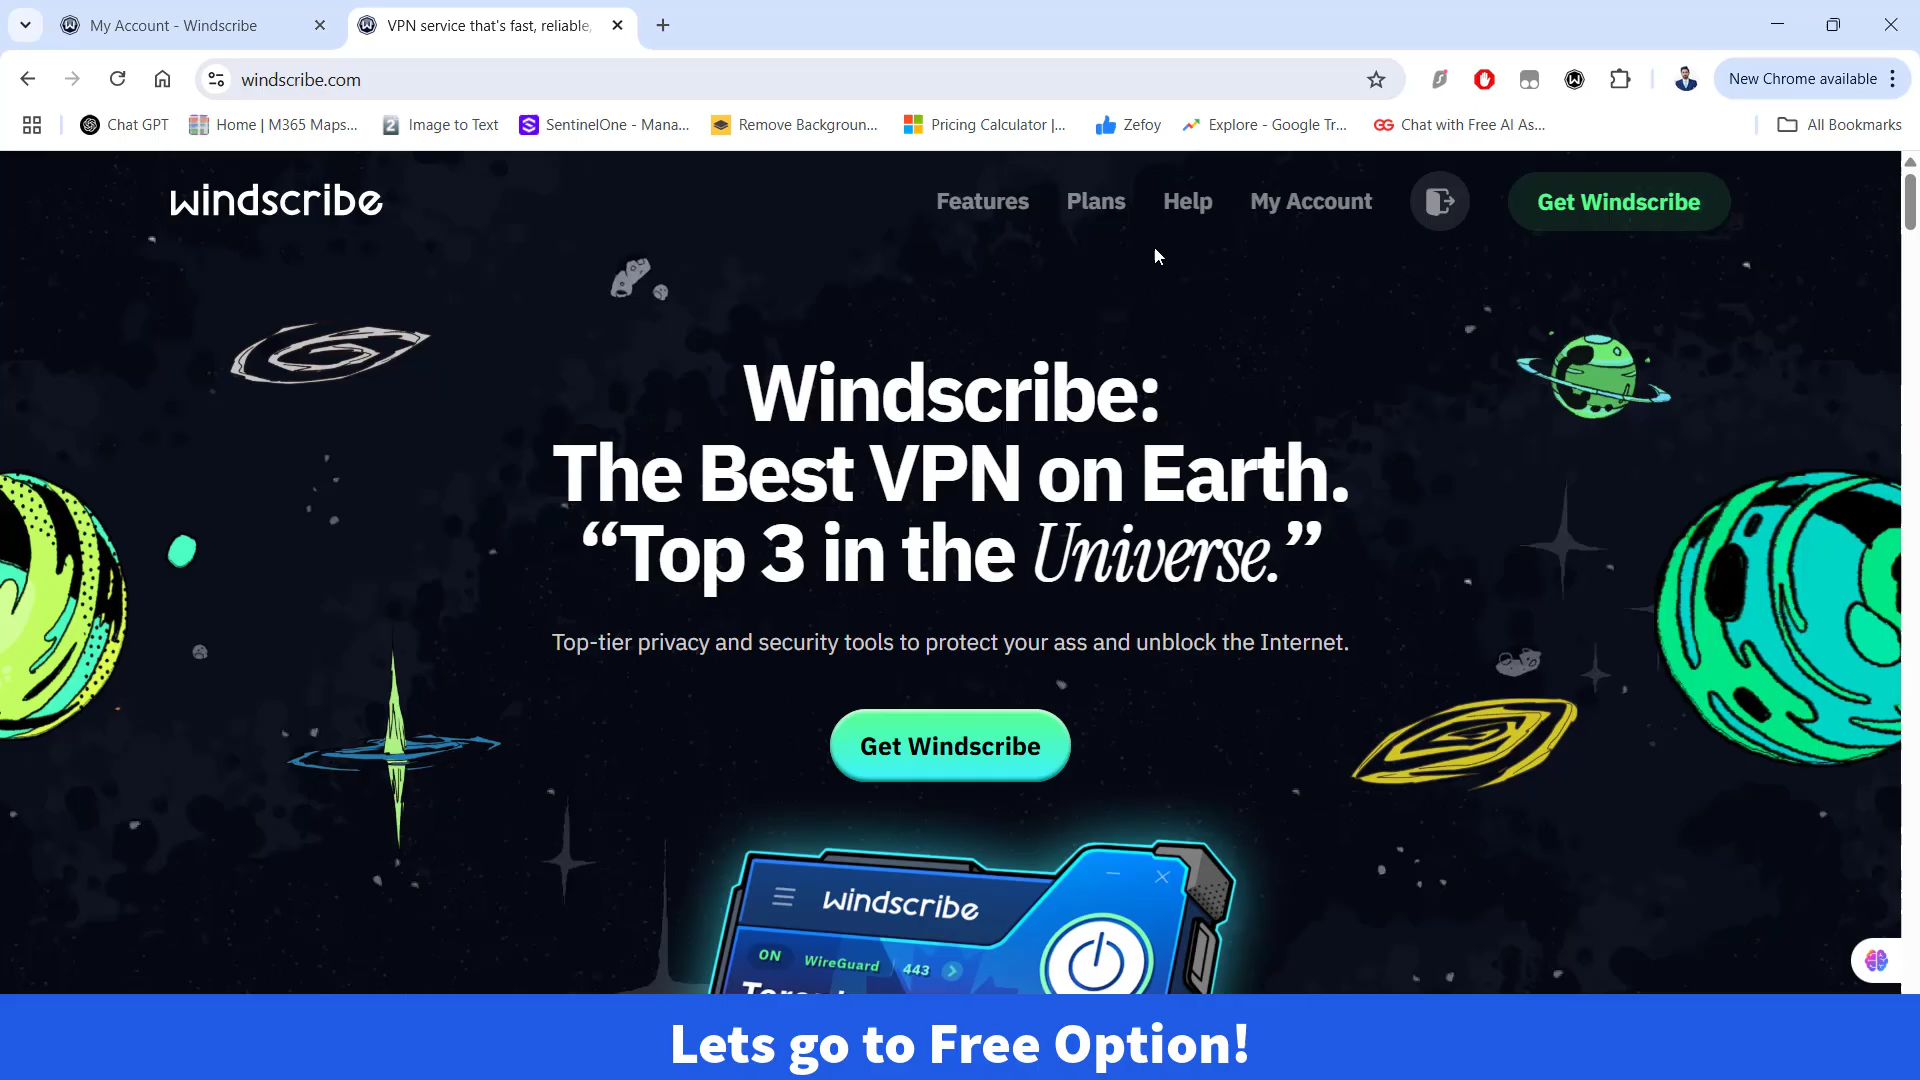 My Account - Windscribe
VPN service that's fast, reliable,
windscribe.com
New Chrome available
Chat GPT
Home | M365 Maps...
Image to Text
SentinelOne - Mana...
Remove Backgroun...
Pricing Calculator |...
Zefoy
Explore - Google Tr...
Chat with Free AI As...
All Bookmarks
windscribe
Features
Plans
Help
My Account
Get Windscribe
Windscribe:
The Best VPN on Earth.
“Top 3 in the Universe.”
Top-tier privacy and security tools to protect your ass and unblock the Internet.
Get Windscribe
windscribe
ON WireGuard 443
Lets go to Free Option!